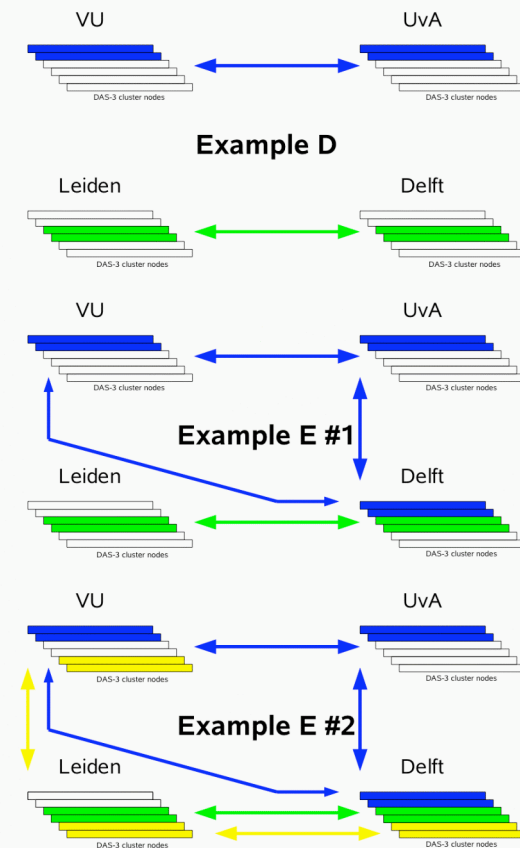 VU UvA
DAS-3 cluster nodes DAS-3 cluster nodes
Example D
Leiden Delft
DAS-3 cluster nodes DAS-3 cluster nodes
VU UvA
DAS-3 cluster nodes DAS-3 cluster nodes
Example E #1
Leiden Delft
DAS-3 cluster nodes DAS-3 cluster nodes
VU UvA
DAS-3 cluster nodes DAS-3 cluster nodes
Example E #2
Leiden Delft
DAS-3 cluster nodes DAS-3 cluster nodes